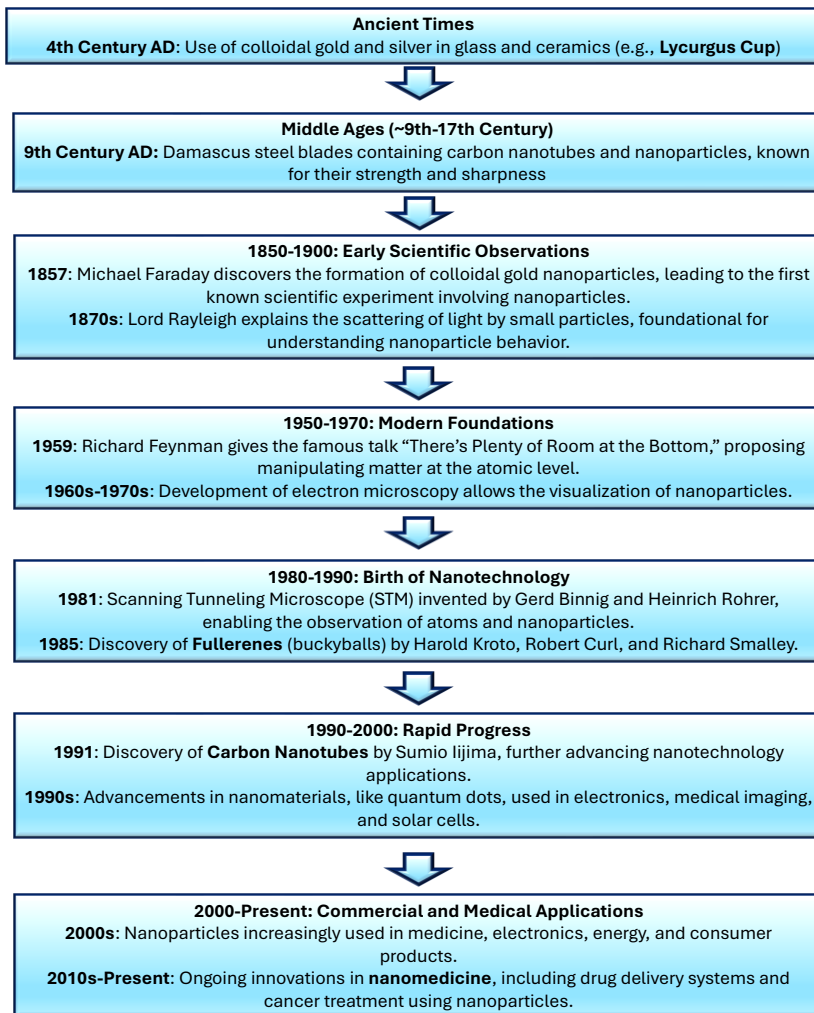 Ancient Times
4th Century AD: Use of colloidal gold and silver in glass and ceramics (e.g., Lycurgus Cup)
Middle Ages (~9th-17th Century)
9th Century AD: Damascus steel blades containing carbon nanotubes and nanoparticles, known
for their strength and sharpness
1850-1900: Early Scientific Observations
1857: Michael Faraday discovers the formation of colloidal gold nanoparticles, leading to the first
known scientific experiment involving nanoparticles.
1870s: Lord Rayleigh explains the scattering of light by small particles, foundational for
understanding nanoparticle behavior.
1950-1970: Modern Foundations
1959: Richard Feynman gives the famous talk “There’s Plenty of Room at the Bottom,” proposing
manipulating matter at the atomic level.
1960s-1970s: Development of electron microscopy allows the visualization of nanoparticles.
1980-1990: Birth of Nanotechnology
1981: Scanning Tunneling Microscope (STM) invented by Gerd Binnig and Heinrich Rohrer,
enabling the observation of atoms and nanoparticles.
1985: Discovery of Fullerenes (buckyballs) by Harold Kroto, Robert Curl, and Richard Smalley.
1990-2000: Rapid Progress
1991: Discovery of Carbon Nanotubes by Sumio Iijima, further advancing nanotechnology
applications.
1990s: Advancements in nanomaterials, like quantum dots, used in electronics, medical imaging,
and solar cells.
2000-Present: Commercial and Medical Applications
2000s: Nanoparticles increasingly used in medicine, electronics, energy, and consumer
products.
2010s-Present: Ongoing innovations in nanomedicine, including drug delivery systems and
cancer treatment using nanoparticles.